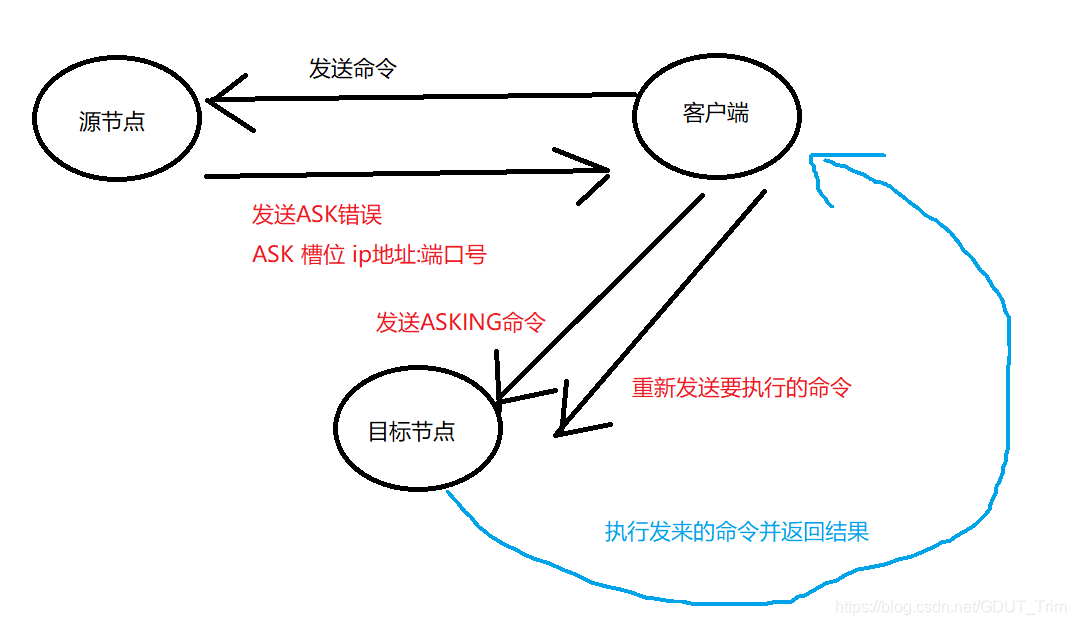 发送命令
源节点
客户端
发送ASK错误
ASK 槽位 ip地址:端口号
发送ASKING命令
重新发送要执行的命令
目标节点
执行发来的命令并返回结果
https://blog.csdn.net/GDUT_Trim